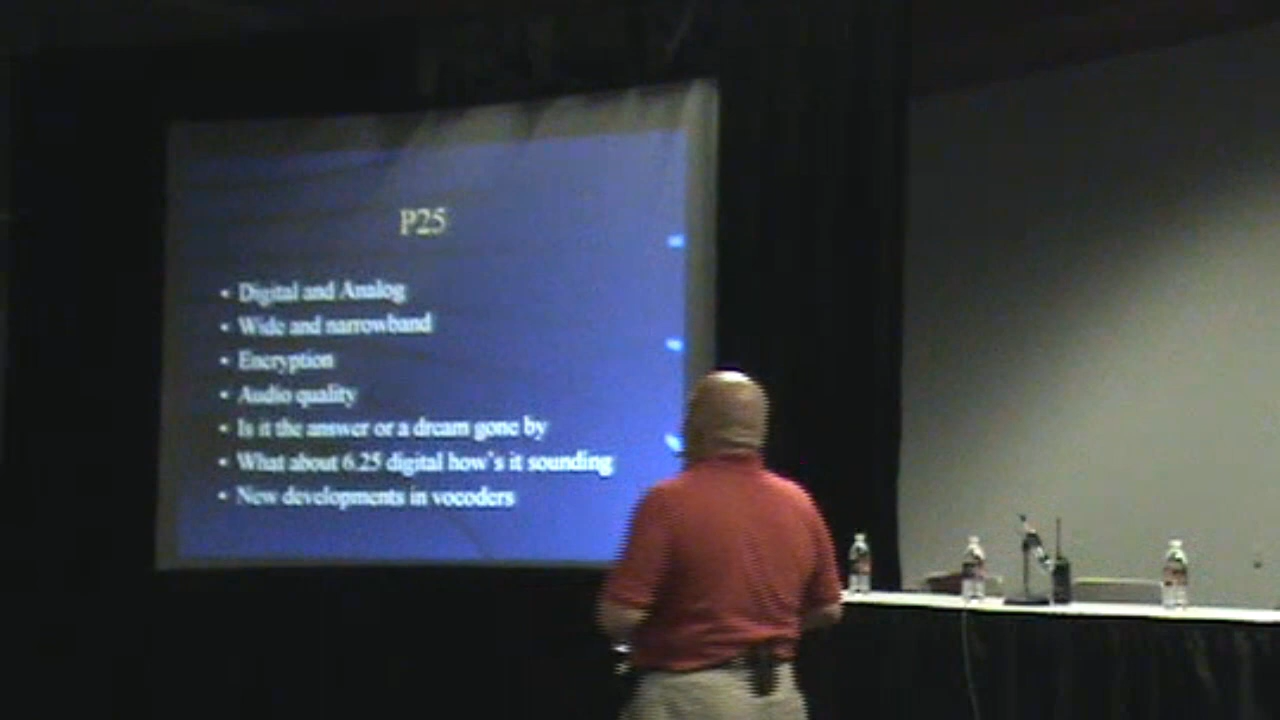 P25
• Digital and Analog
• Wide and narrowband
• Encryption
• Audio quality
• Is it the answer or a dream gone by
• What about 6.25 digital how's it sounding
• New developments in vocoders